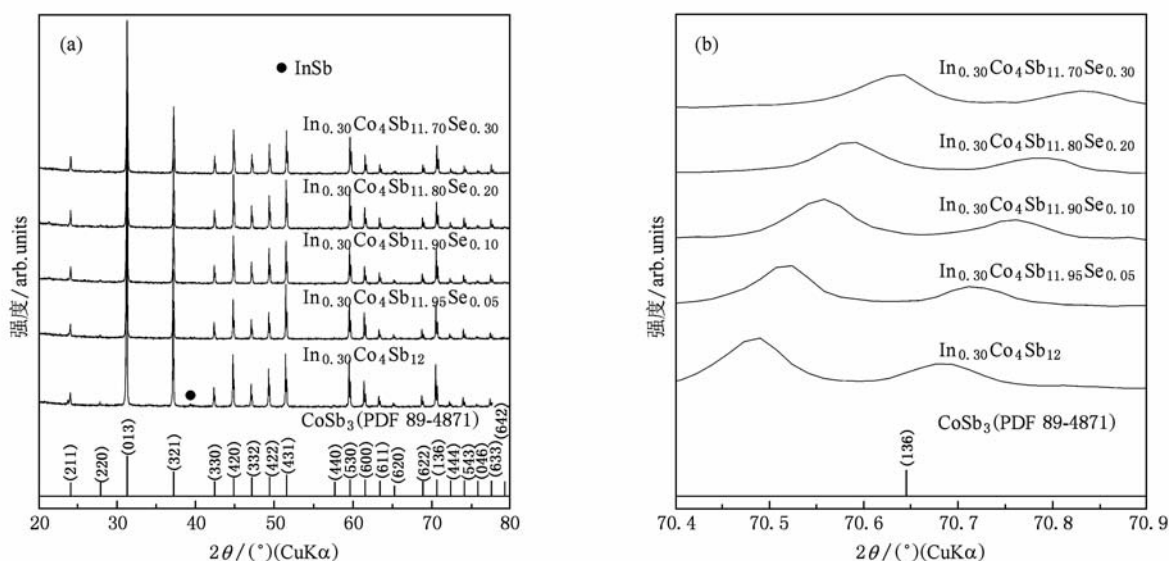 (a)
● InSb
In0.30Co4Sb11.70Se0.30
In0.30Co4Sb11.80Se0.20
In0.30Co4Sb11.90Se0.10
In0.30Co4Sb11.95Se0.05
In0.30Co4Sb12
CoSb3(PDF 89-4871)
(211)
(220)
(013)
(321)
(330)
(420)
(332)
(422)
(431)
(440)
(530)
(600)
(611)
(620)
(622)
(136)
(444)
(543)
(046)
(633)
(642)
20 30 40 50 60 70 80
2θ/(°)(CuKα)
强度/arb.units
(b)
In0.30Co4Sb11.70Se0.30
In0.30Co4Sb11.80Se0.20
In0.30Co4Sb11.90Se0.10
In0.30Co4Sb11.95Se0.05
In0.30Co4Sb12
CoSb3(PDF 89-4871)
(136)
70.4 70.5 70.6 70.7 70.8 70.9
2θ/(°)(CuKα)
强度/arb.units